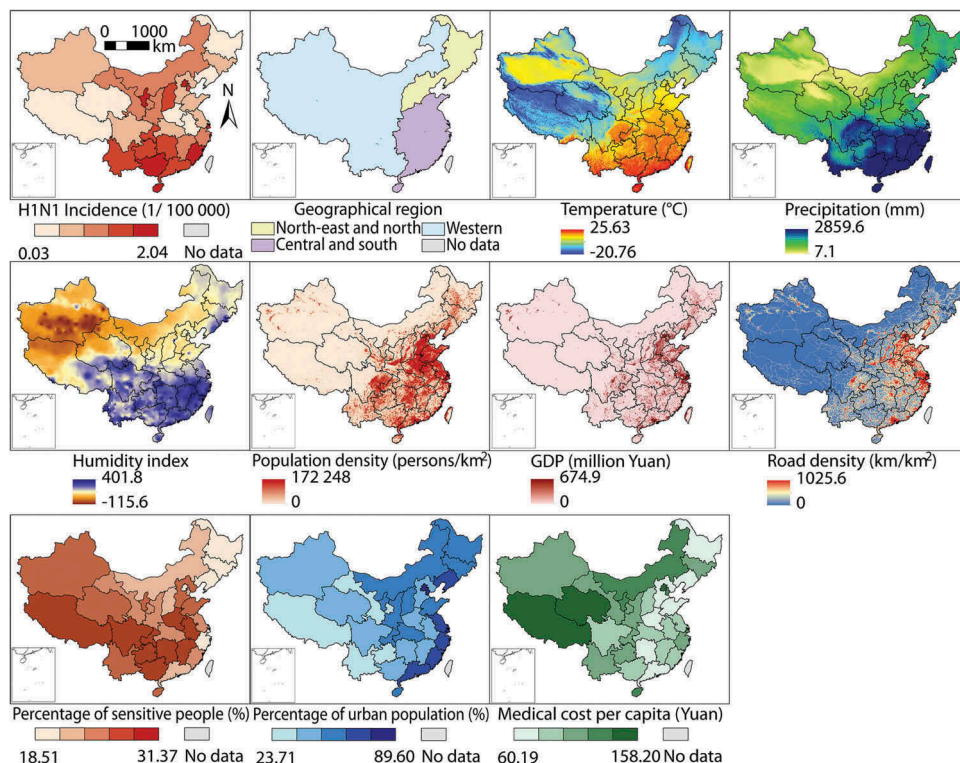 0 1000
km
N
H1N1 Incidence (1/ 100 000)
0.03 2.04 No data
Geographical region
North-east and north Western
Central and south No data
Temperature (°C)
25.63
-20.76
Precipitation (mm)
2859.6
7.1
Humidity index
401.8
-115.6
Population density (persons/km²)
172 248
0
GDP (million Yuan)
674.9
0
Road density (km/km²)
1025.6
0
Percentage of sensitive people (%)
18.51 31.37 No data
Percentage of urban population (%)
23.71 89.60 No data
Medical cost per capita (Yuan)
60.19 158.20 No data